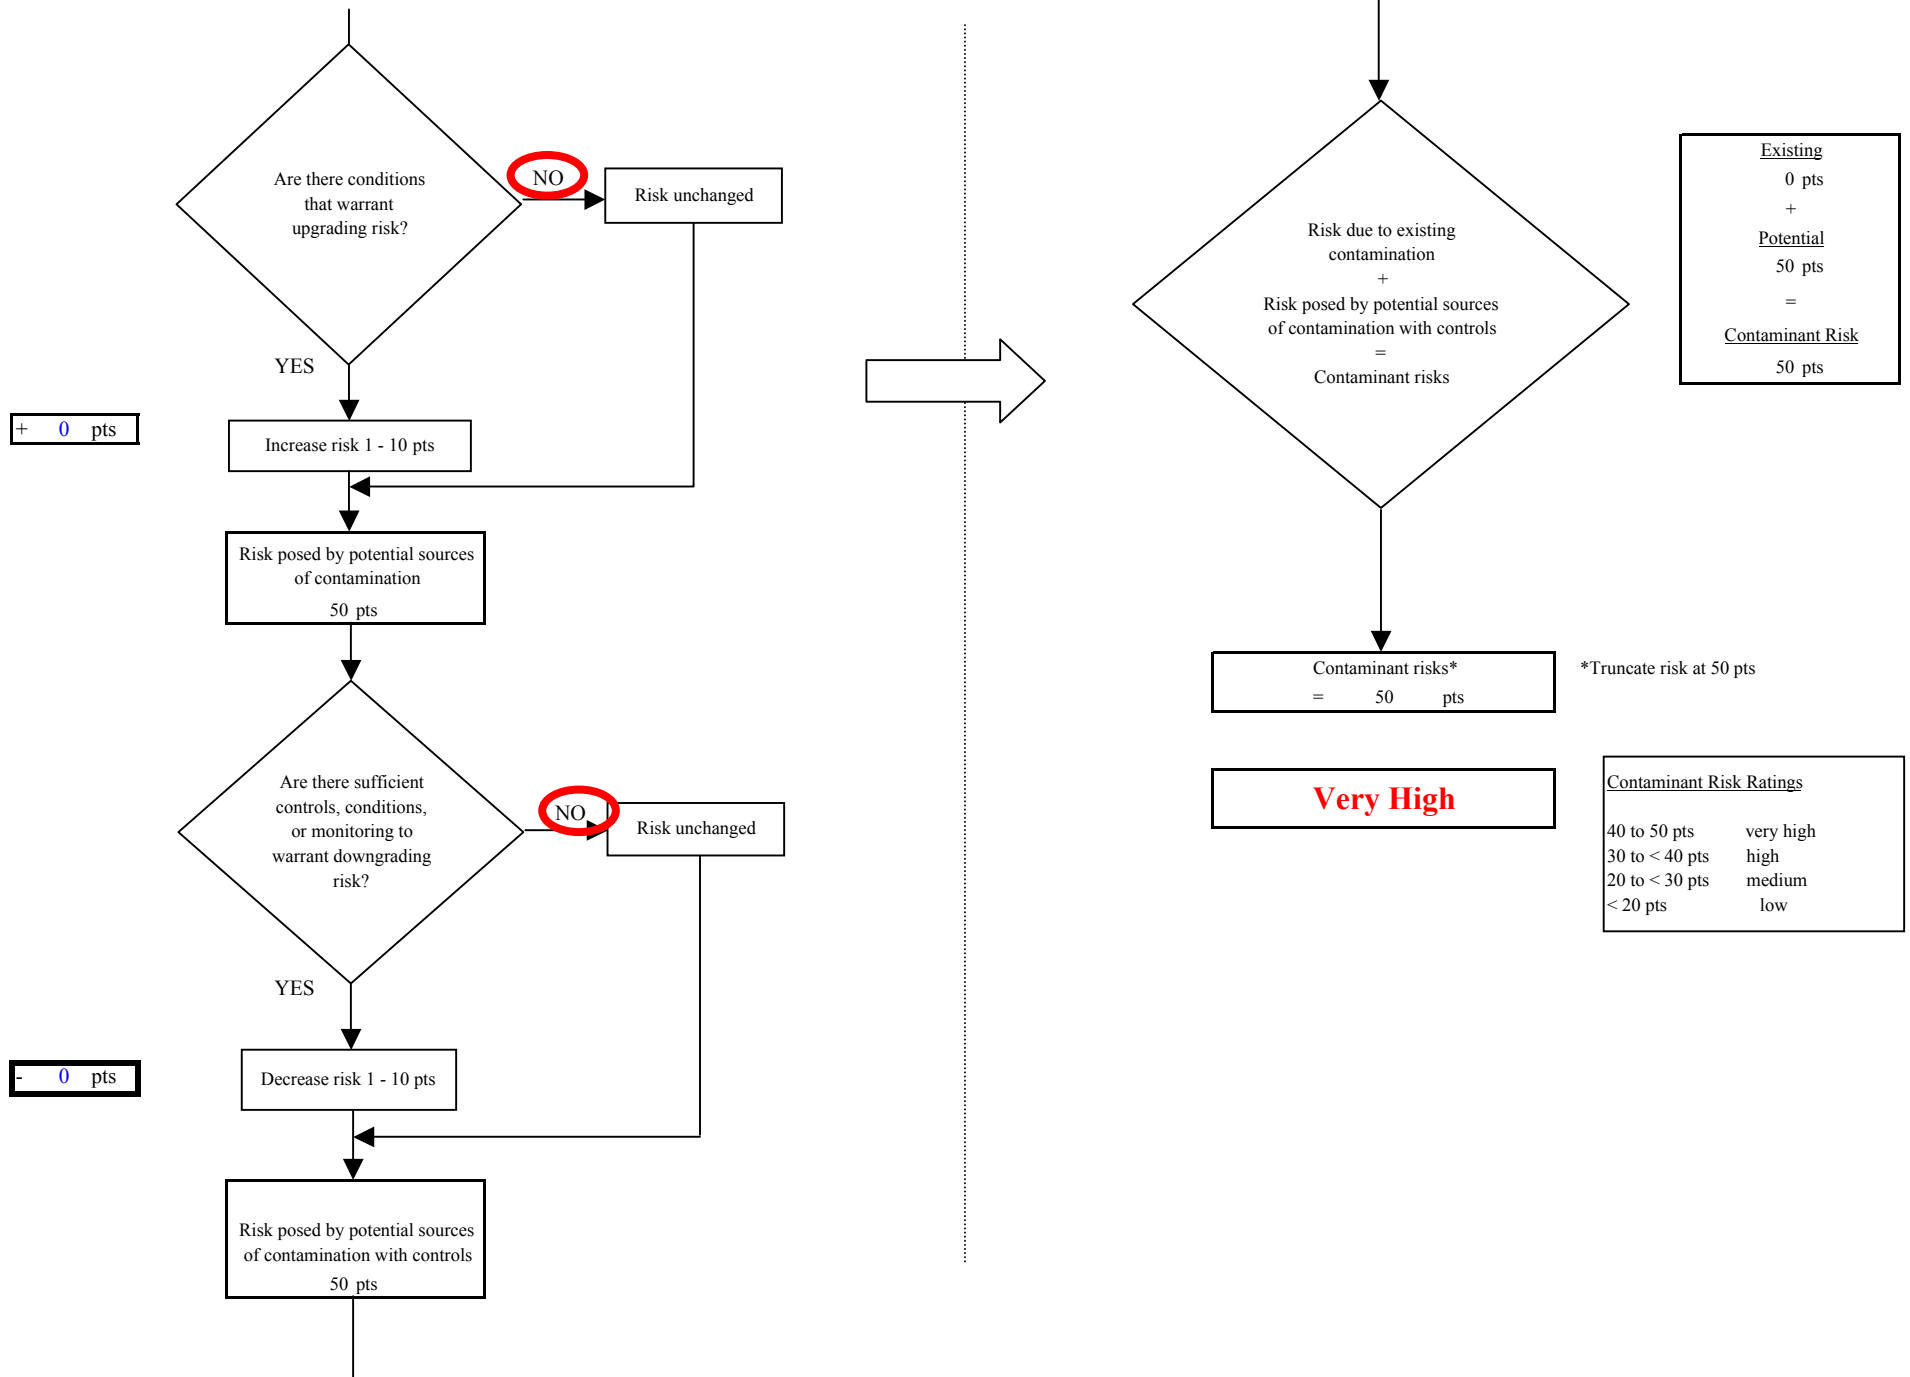 Are there conditions
that warrant
upgrading risk?
NO
Risk unchanged
YES
+ 0 pts
Increase risk 1 - 10 pts
Risk posed by potential sources
of contamination
50 pts
Are there sufficient
controls, conditions,
or monitoring to
warrant downgrading
risk?
NO
Risk unchanged
YES
- 0 pts
Decrease risk 1 - 10 pts
Risk posed by potential sources
of contamination with controls
50 pts
Risk due to existing
contamination
+
Risk posed by potential sources
of contamination with controls
=
Contaminant risks
Existing
0 pts
+
Potential
50 pts
=
Contaminant Risk
50 pts
Contaminant risks*
= 50 pts
*Truncate risk at 50 pts
Very High
Contaminant Risk Ratings
40 to 50 pts very high
30 to < 40 pts high
20 to < 30 pts medium
< 20 pts low